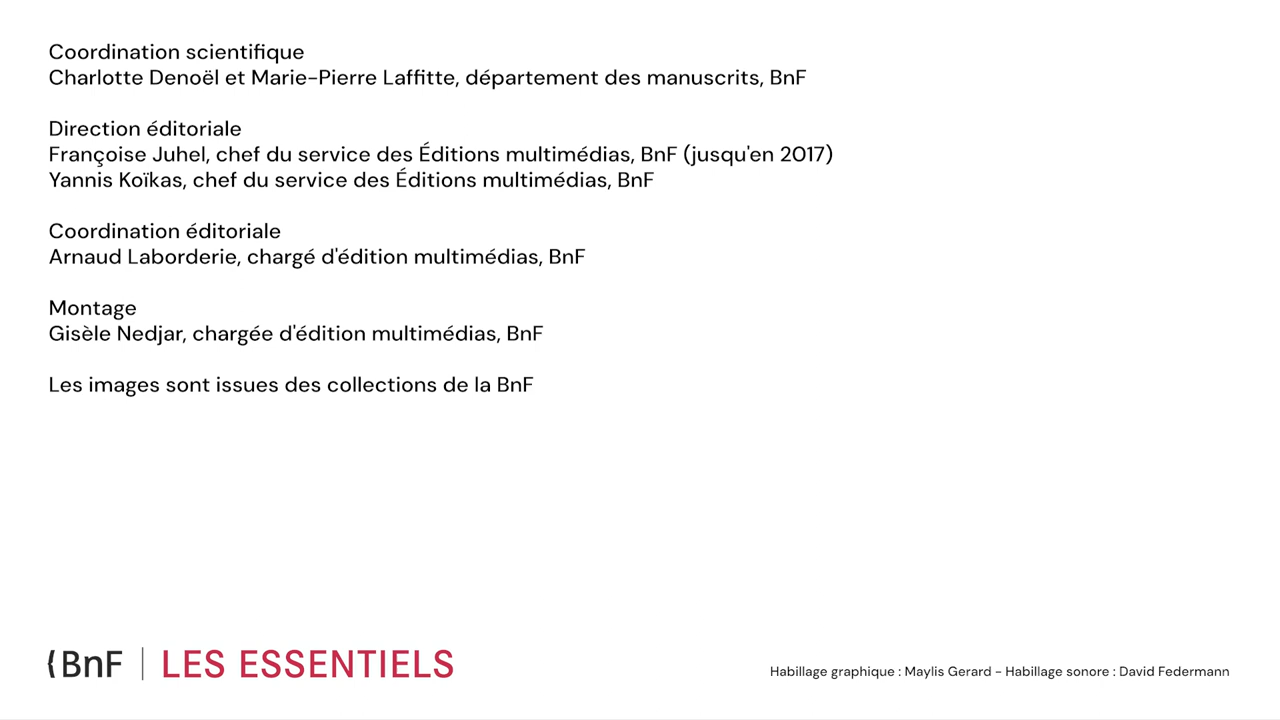 Coordination scientifique
Charlotte Denoël et Marie-Pierre Laffitte, département des manuscrits, BnF
Direction éditoriale
Françoise Juhel, chef du service des Éditions multimédias, BnF (jusqu'en 2017)
Yannis Koïkas, chef du service des Éditions multimédias, BnF
Coordination éditoriale
Arnaud Laborderie, chargé d'édition multimédias, BnF
Montage
Gisèle Nedjar, chargée d'édition multimédias, BnF
Les images sont issues des collections de la BnF
BnF | LES ESSENTIELS
Habillage graphique : Maylis Gerard - Habillage sonore : David Federmann